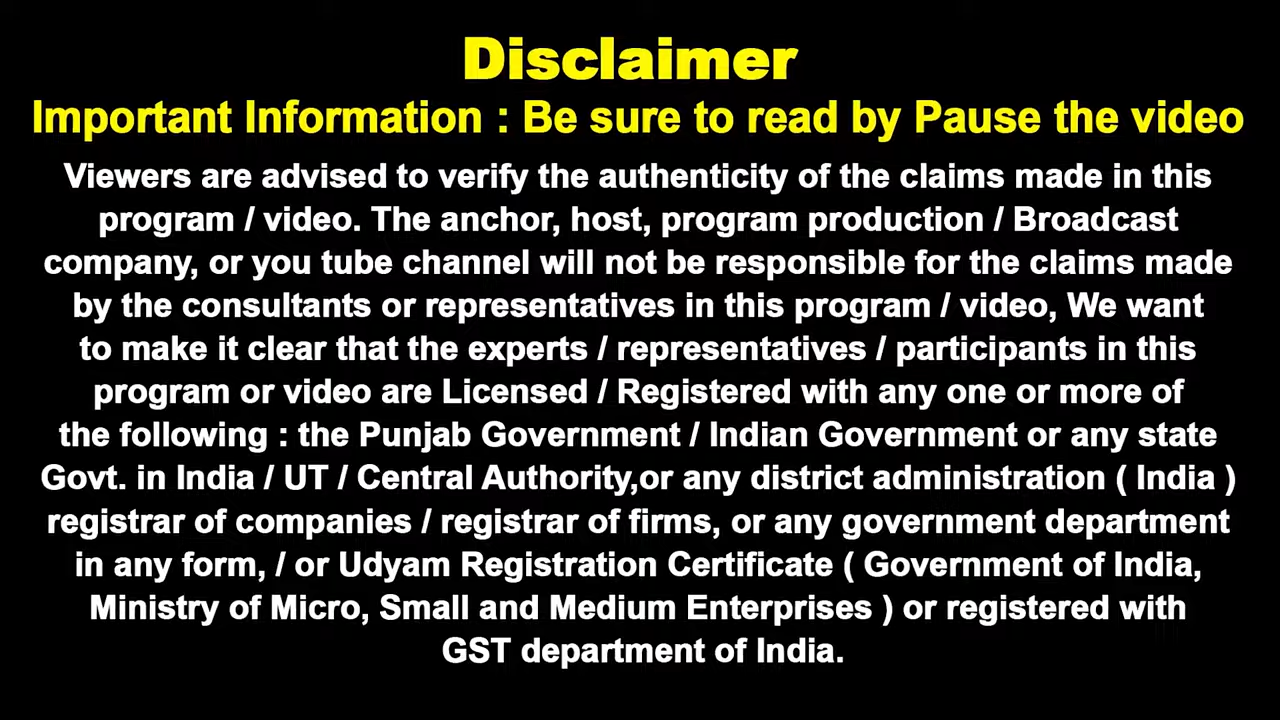 Disclaimer
Important Information : Be sure to read by Pause the video
Viewers are advised to verify the authenticity of the claims made in this
program / video. The anchor, host, program production / Broadcast
company, or you tube channel will not be responsible for the claims made
by the consultants or representatives in this program / video, We want
to make it clear that the experts / representatives / participants in this
program or video are Licensed / Registered with any one or more of
the following : the Punjab Government / Indian Government or any state
Govt. in India / UT / Central Authority,or any district administration ( India )
registrar of companies / registrar of firms, or any government department
in any form, / or Udyam Registration Certificate ( Government of India,
Ministry of Micro, Small and Medium Enterprises ) or registered with
GST department of India.